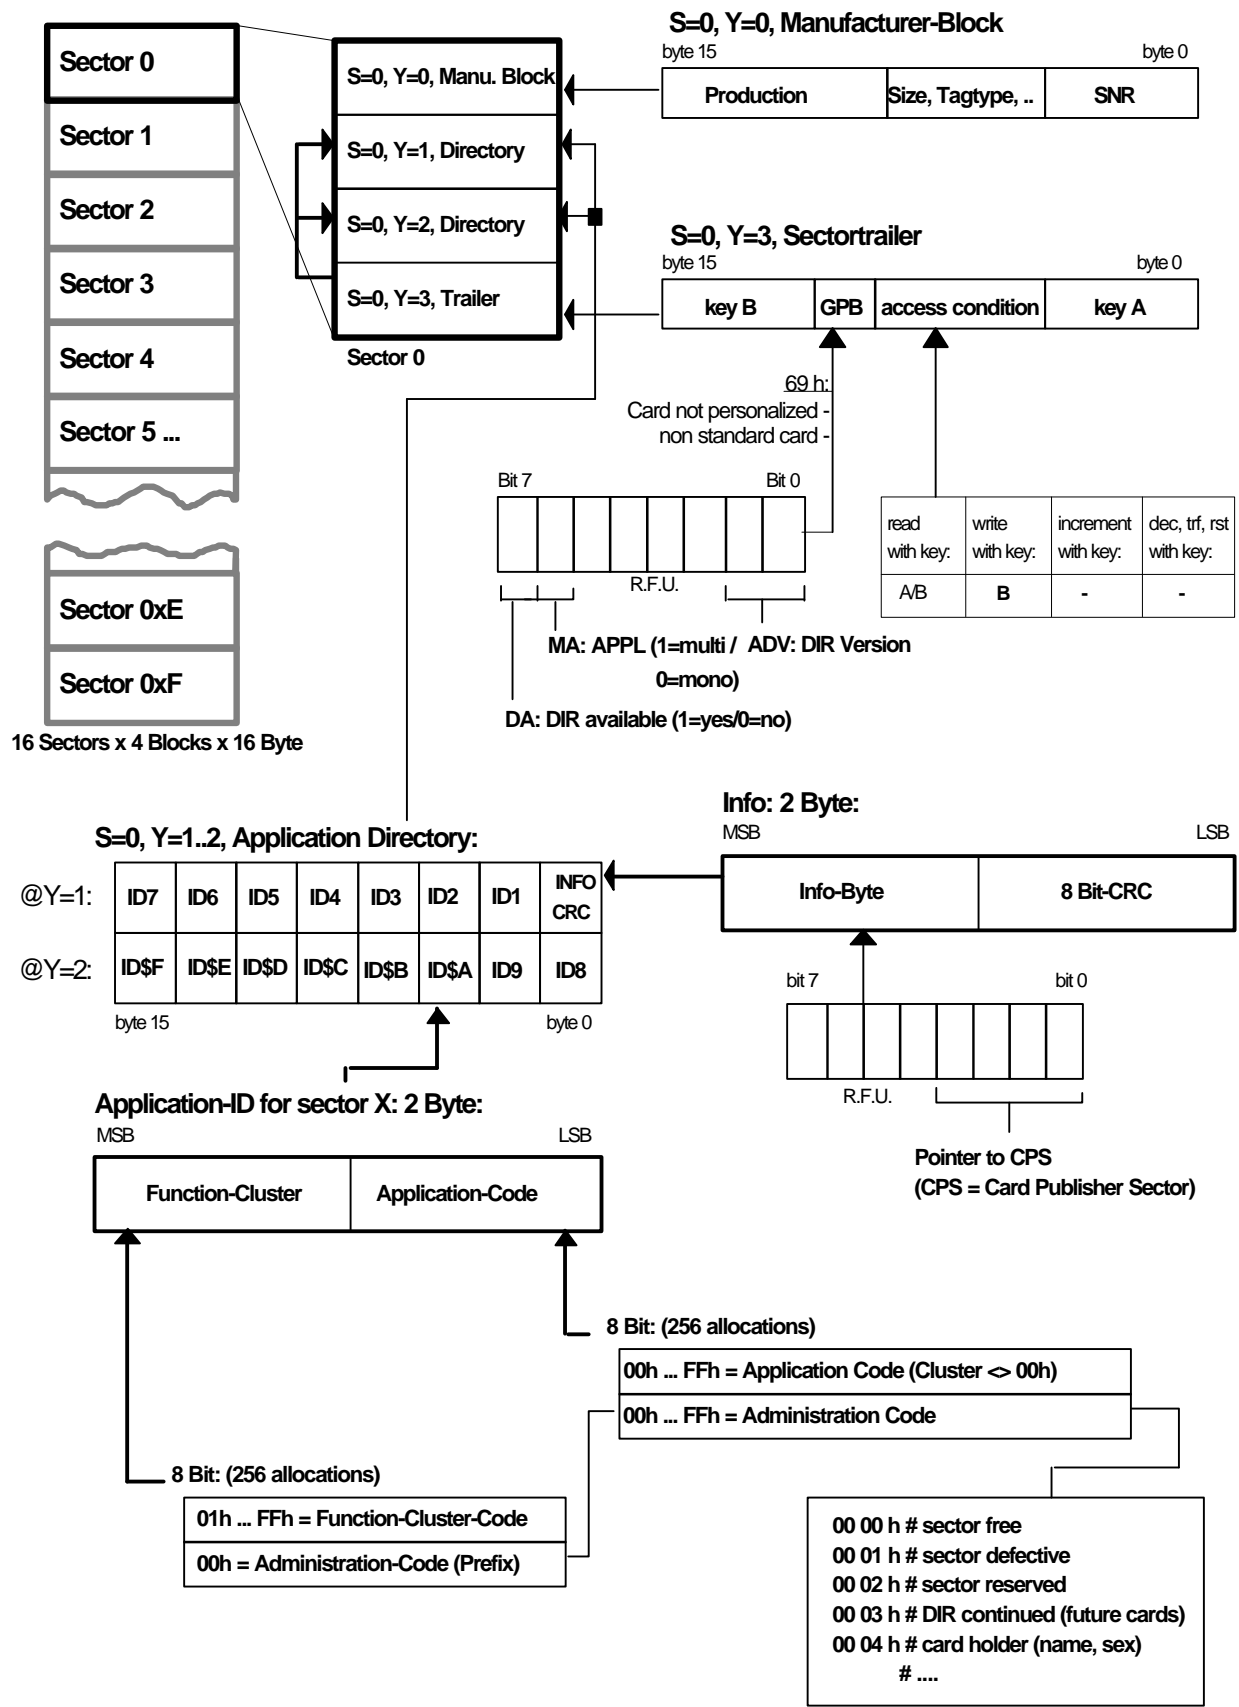 Sector 0
Sector 1
Sector 2
Sector 3
Sector 4
Sector 5 ...
Sector 0xE
Sector 0xF
16 Sectors x 4 Blocks x 16 Byte
S=0, Y=0, Manu. Block
S=0, Y=1, Directory
S=0, Y=2, Directory
S=0, Y=3, Trailer
Sector 0
S=0, Y=0, Manufacturer-Block
byte 15 byte 0
Production Size, Tagtype, .. SNR
S=0, Y=3, Sectortrailer
byte 15 byte 0
key B GPB access condition key A
69 h:
Card not personalized -
non standard card -
Bit 7 Bit 0
R.F.U.
MA: APPL (1=multi / ADV: DIR Version
0=mono)
DA: DIR available (1=yes/0=no)
read write increment dec, trf, rst
with key: with key: with key: with key:
A/B B - -
S=0, Y=1..2, Application Directory:
@Y=1: ID7 ID6 ID5 ID4 ID3 ID2 ID1 INFO
CRC
@Y=2: ID$F ID$E ID$D ID$C ID$B ID$A ID9 ID8
byte 15 byte 0
Info: 2 Byte:
MSB LSB
Info-Byte 8 Bit-CRC
bit 7 bit 0
R.F.U.
Pointer to CPS
(CPS = Card Publisher Sector)
Application-ID for sector X: 2 Byte:
MSB LSB
Function-Cluster Application-Code
8 Bit: (256 allocations)
00h ... FFh = Application Code (Cluster <> 00h)
00h ... FFh = Administration Code
8 Bit: (256 allocations)
01h ... FFh = Function-Cluster-Code
00h = Administration-Code (Prefix)
00 00 h # sector free
00 01 h # sector defective
00 02 h # sector reserved
00 03 h # DIR continued (future cards)
00 04 h # card holder (name, sex)
# ....